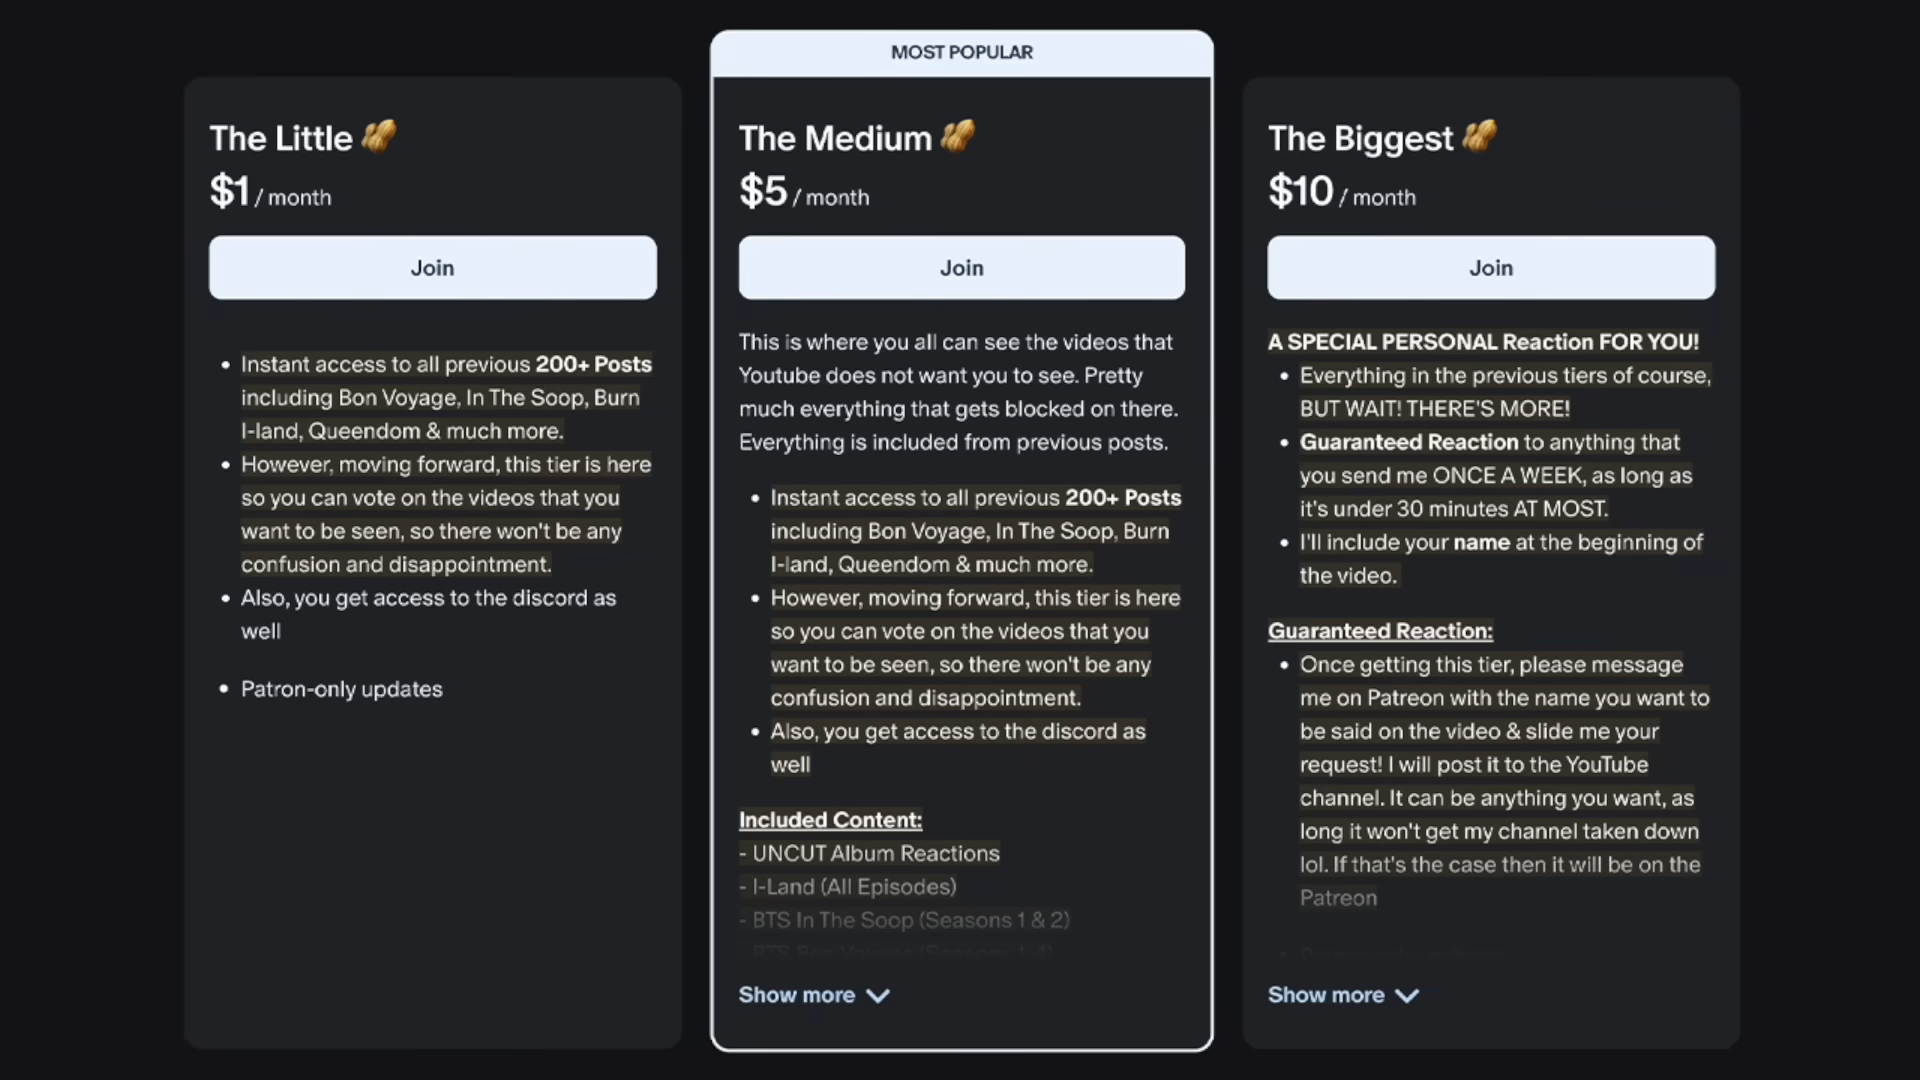 The Little 🥜
$1 / month
Join
• Instant access to all previous 200+ Posts
including Bon Voyage, In The Soop, Burn
I-land, Queendom & much more.
• However, moving forward, this tier is here
so you can vote on the videos that you
want to be seen, so there won't be any
confusion and disappointment.
• Also, you get access to the discord as
well
• Patron-only updates
MOST POPULAR
The Medium 🥜
$5 / month
Join
This is where you all can see the videos that
Youtube does not want you to see. Pretty
much everything that gets blocked on there.
Everything is included from previous posts.
• Instant access to all previous 200+ Posts
including Bon Voyage, In The Soop, Burn
I-land, Queendom & much more.
• However, moving forward, this tier is here
so you can vote on the videos that you
want to be seen, so there won't be any
confusion and disappointment.
• Also, you get access to the discord as
well
Included Content:
- UNCUT Album Reactions
- I-Land (All Episodes)
- BTS In The Soop (Seasons 1 & 2)
- BTS Bon Voyage (Seasons 1-4)
Show more
The Biggest 🥜
$10 / month
Join
A SPECIAL PERSONAL Reaction FOR YOU!
• Everything in the previous tiers of course,
BUT WAIT! THERE'S MORE!
• Guaranteed Reaction to anything that
you send me ONCE A WEEK, as long as
it's under 30 minutes AT MOST.
• I'll include your name at the beginning of
the video.
Guaranteed Reaction:
• Once getting this tier, please message
me on Patreon with the name you want to
be said on the video & slide me your
request! I will post it to the YouTube
channel. It can be anything you want, as
long it won't get my channel taken down
lol. If that's the case then it will be on the
Patreon
Show more